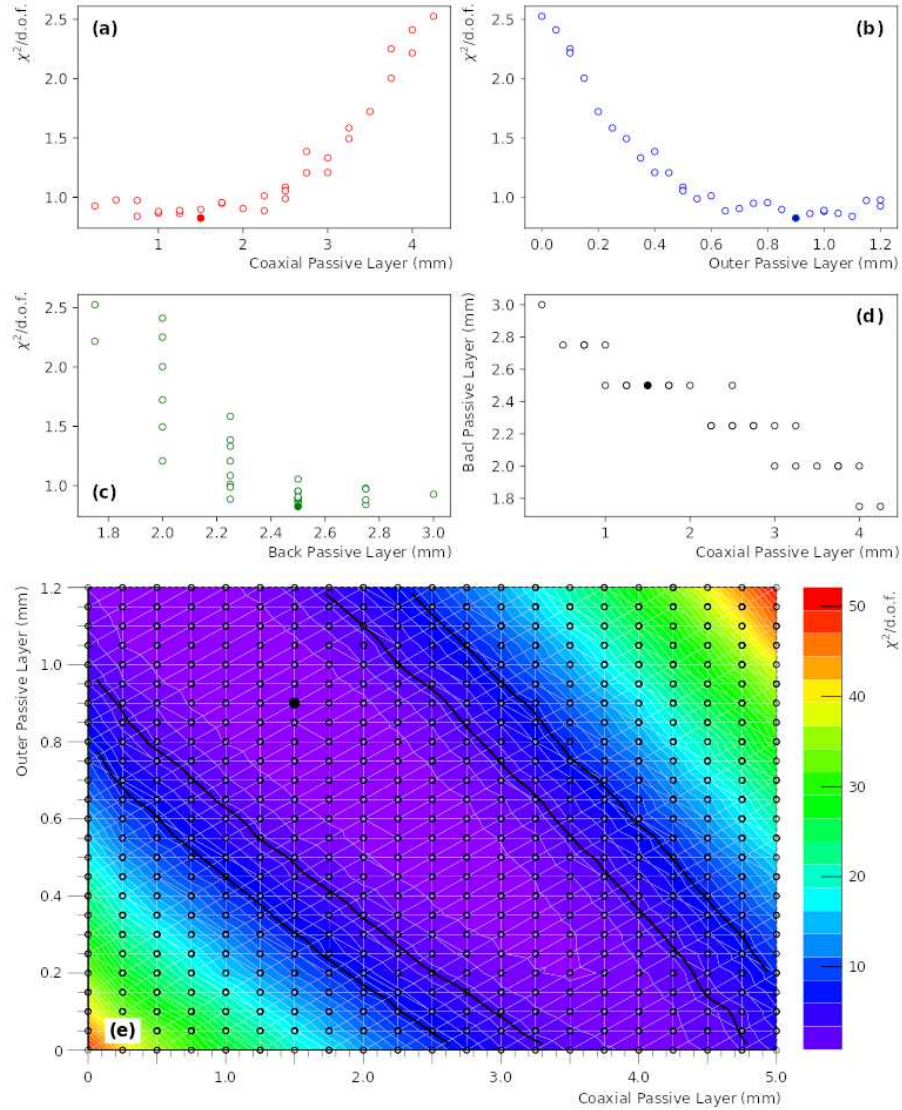 (a)
χ²/d.o.f.
2.5
2.0
1.5
1.0
1 2 3 4
Coaxial Passive Layer (mm)
(b)
χ²/d.o.f.
2.5
2.0
1.5
1.0
0.0 0.2 0.4 0.6 0.8 1.0 1.2
Outer Passive Layer (mm)
(c)
χ²/d.o.f.
2.5
2.0
1.5
1.0
1.8 2.0 2.2 2.4 2.6 2.8 3.0
Back Passive Layer (mm)
(d)
Bacl Passive Layer (mm)
3.0
2.8
2.6
2.4
2.2
2.0
1.8
1 2 3 4
Coaxial Passive Layer (mm)
(e)
Outer Passive Layer (mm)
1.2
1.0
0.8
0.6
0.4
0.2
0
0 1.0 2.0 3.0 4.0 5.0
Coaxial Passive Layer (mm)
χ²/d.o.f.
50
40
30
20
10